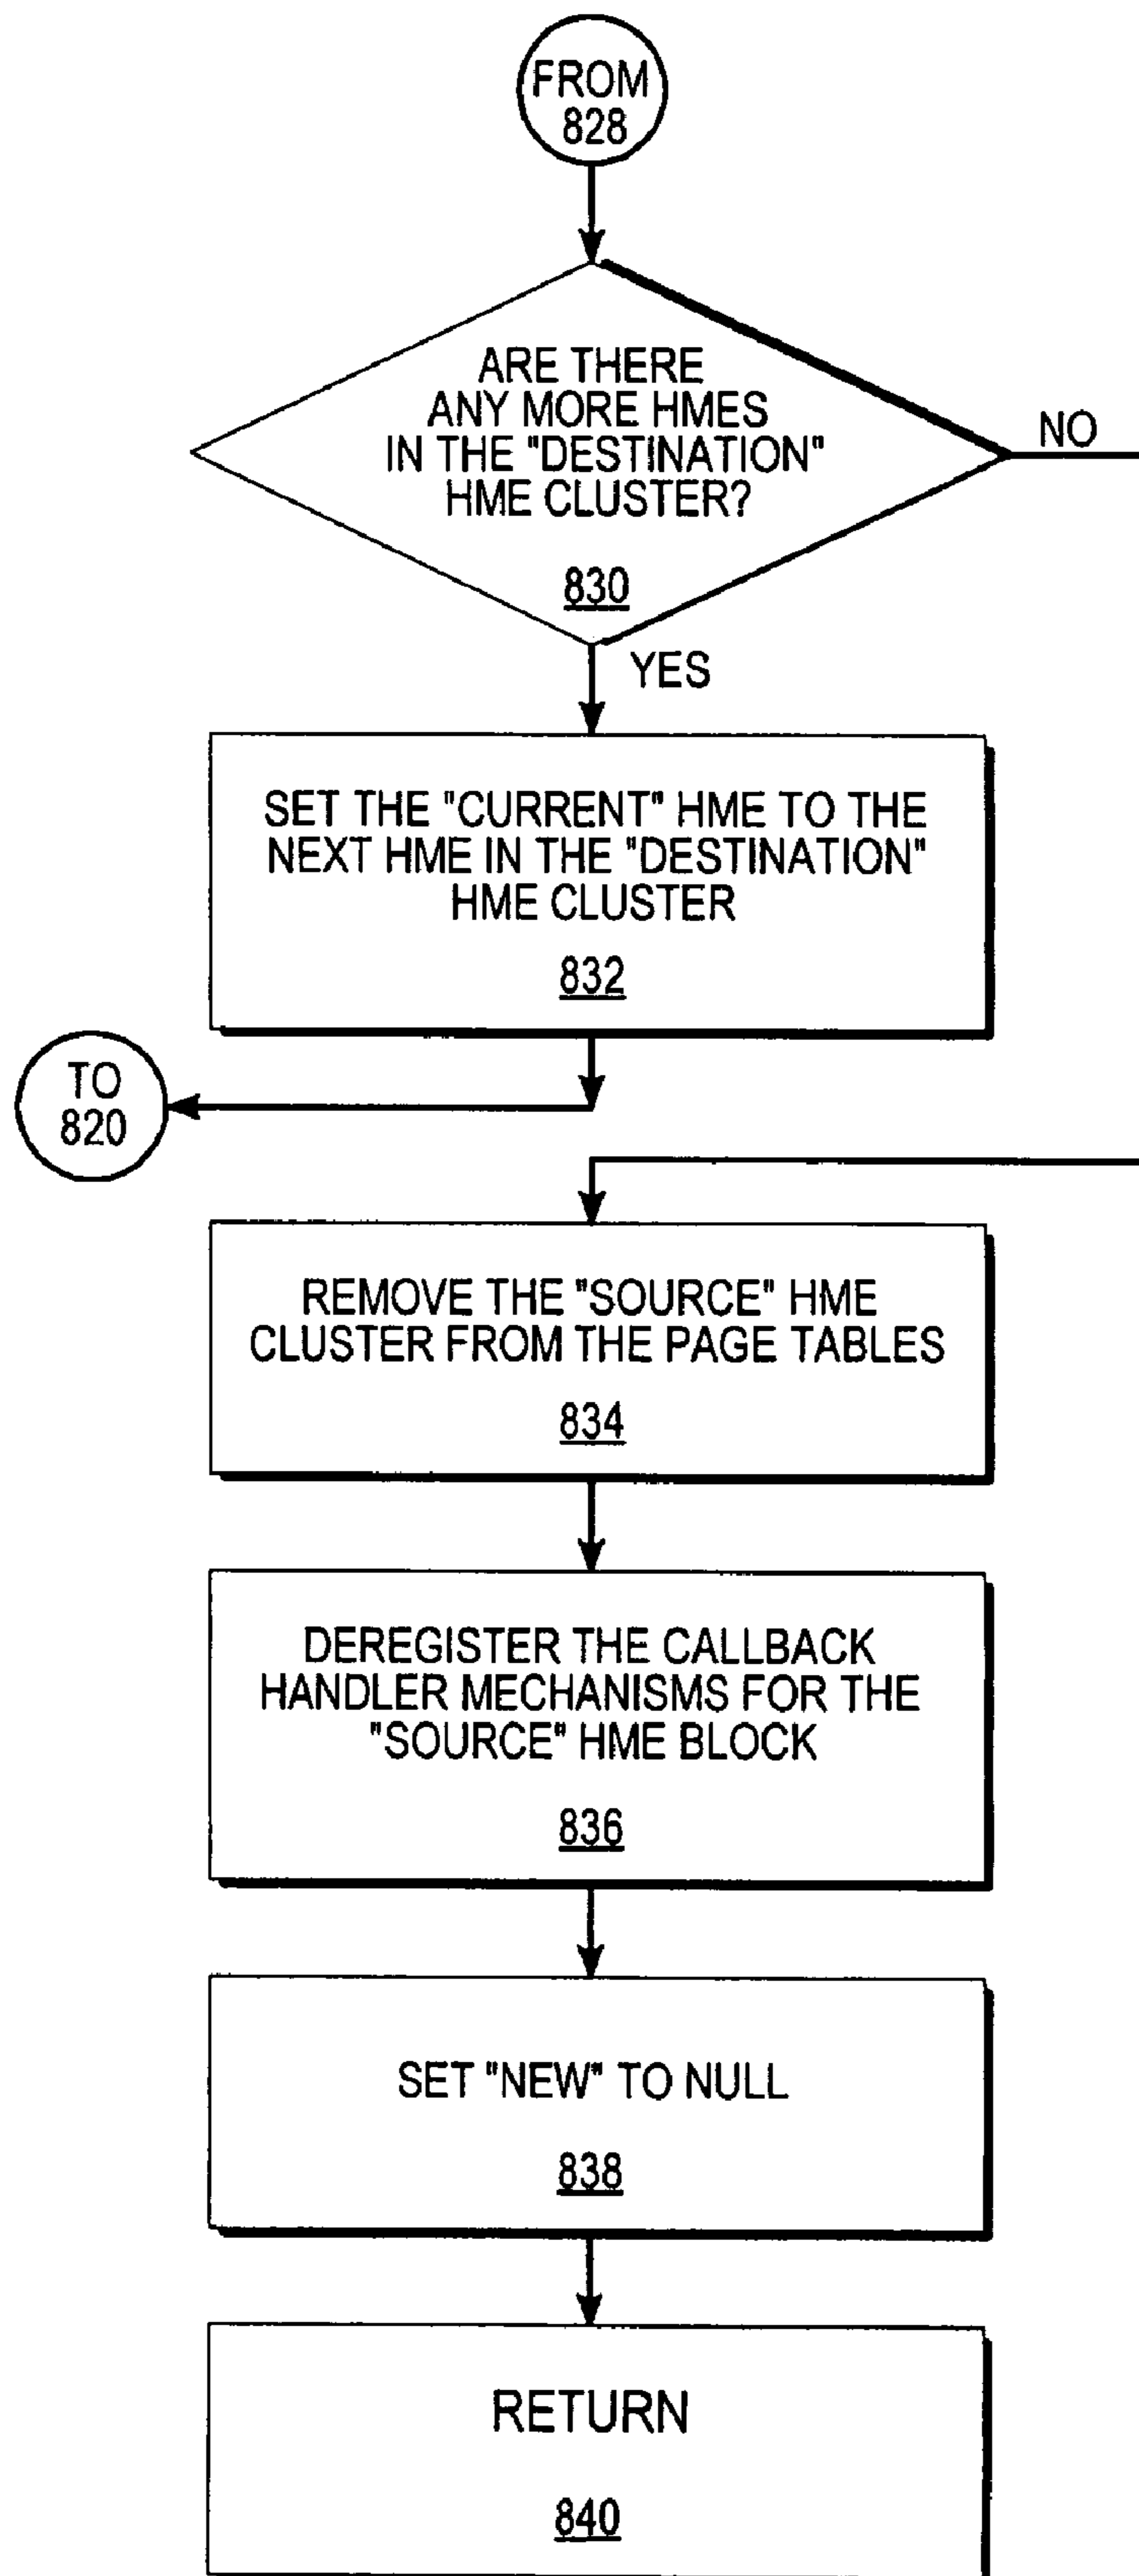 FROM
828
ARE THERE
ANY MORE HMES
IN THE "DESTINATION"
HME CLUSTER?
830
NO
YES
SET THE "CURRENT" HME TO THE
NEXT HME IN THE "DESTINATION"
HME CLUSTER
832
TO
820
REMOVE THE "SOURCE" HME
CLUSTER FROM THE PAGE TABLES
834
DEREGISTER THE CALLBACK
HANDLER MECHANISMS FOR THE
"SOURCE" HME BLOCK
836
SET "NEW" TO NULL
838
RETURN
840